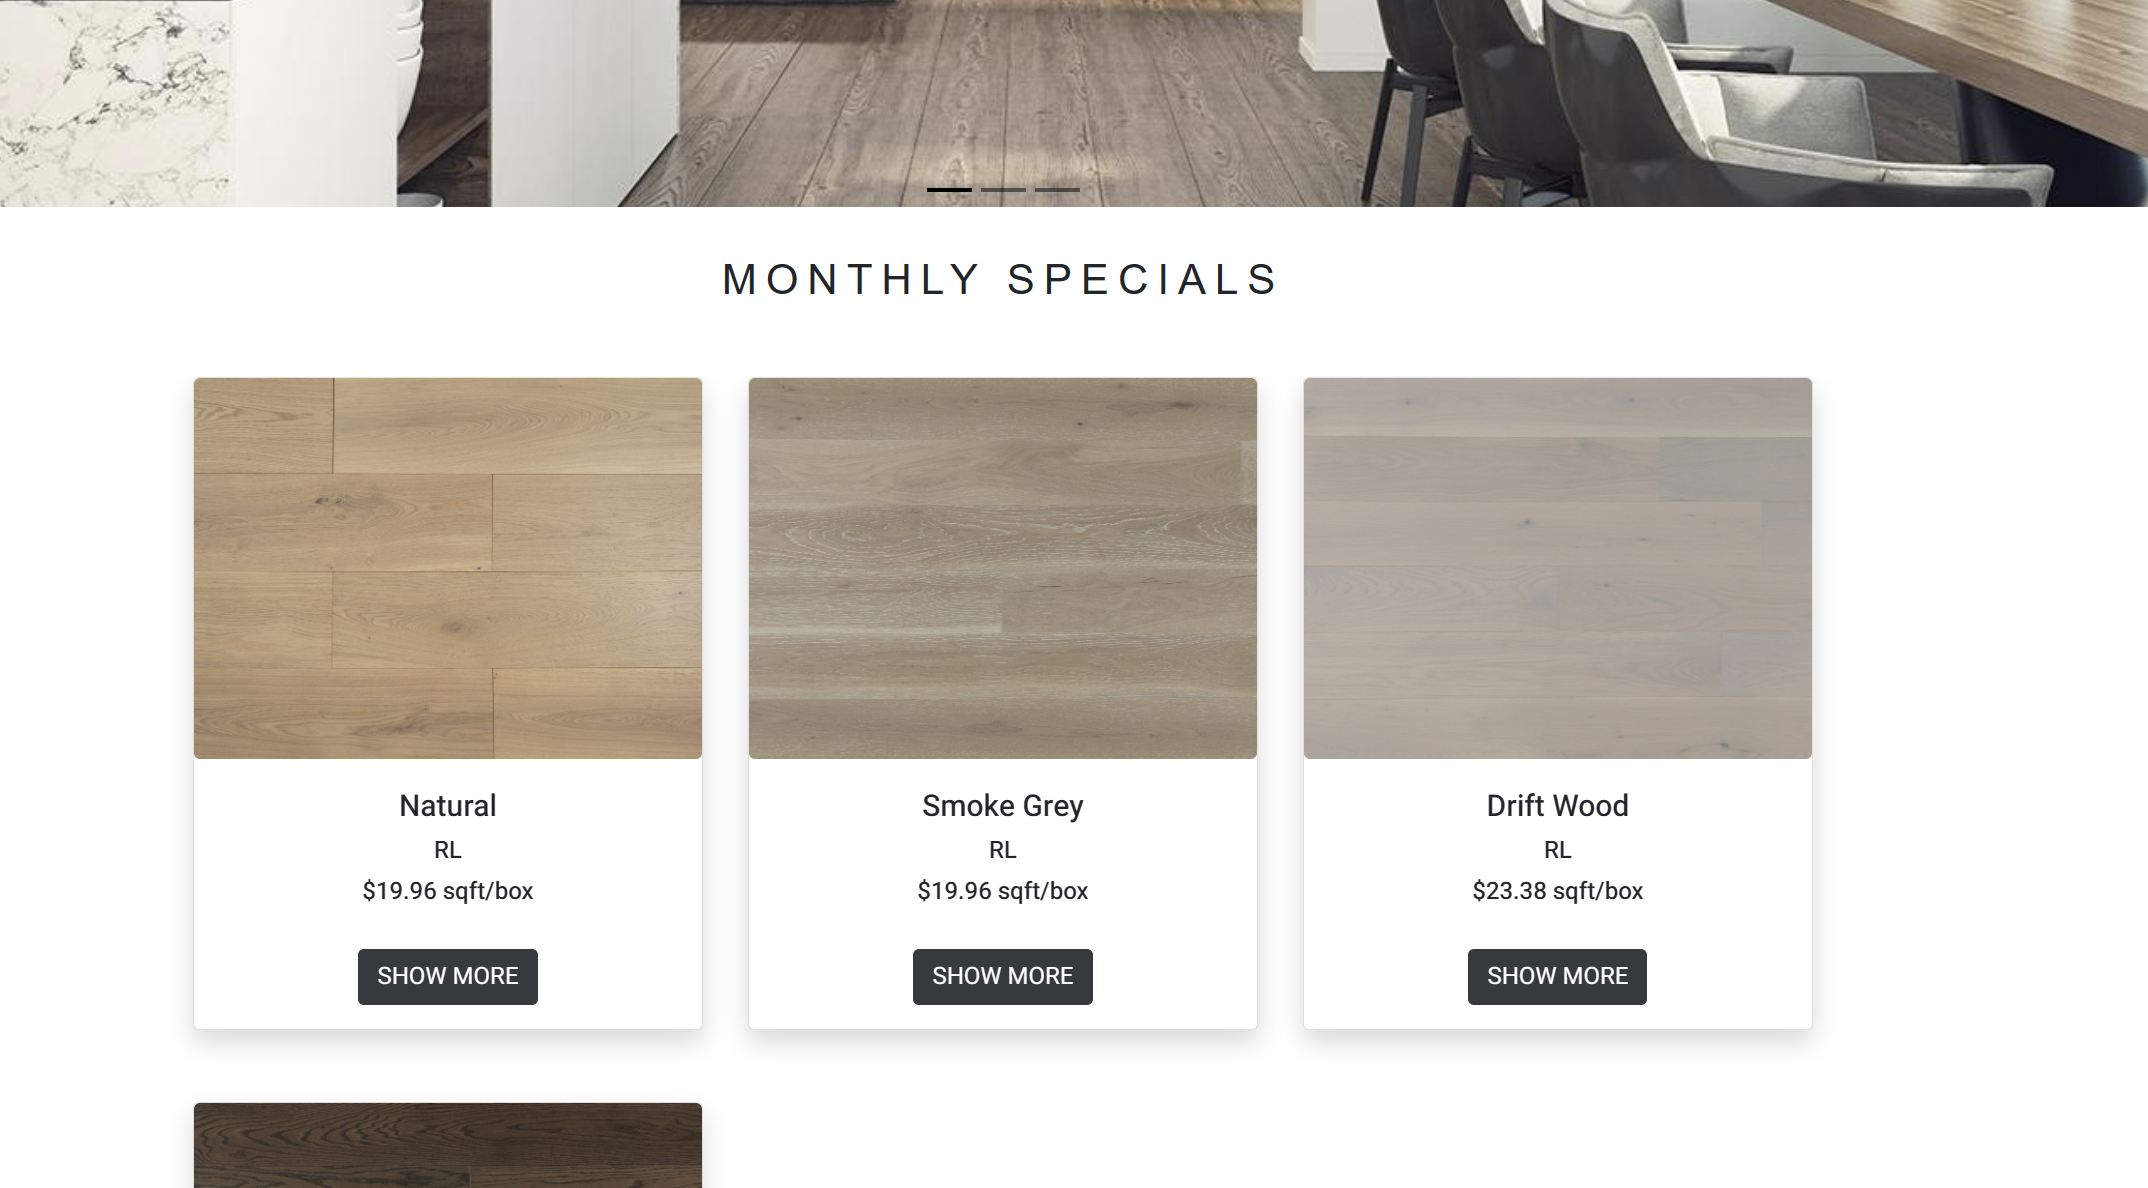 MONTHLY SPECIALS
Natural
RL
$19.96 sqft/box
SHOW MORE
Smoke Grey
RL
$19.96 sqft/box
SHOW MORE
Drift Wood
RL
$23.38 sqft/box
SHOW MORE